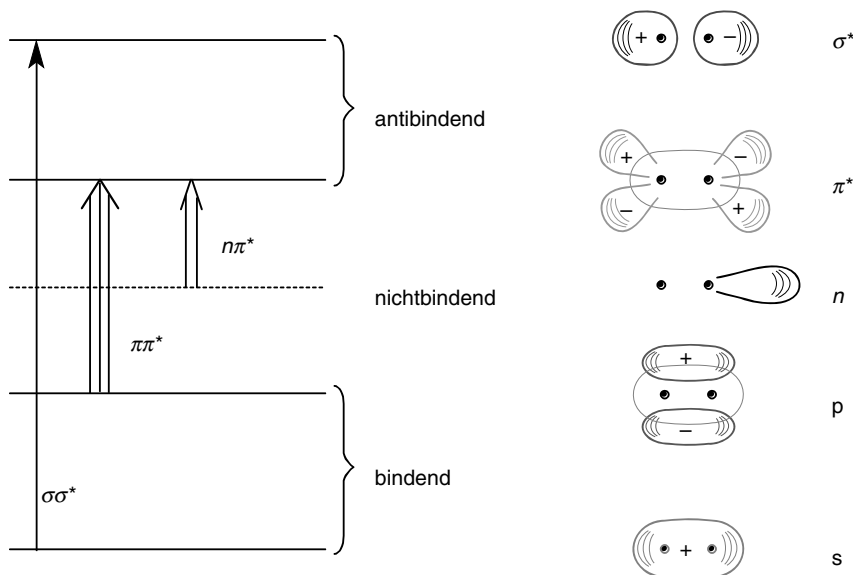 + − σ*
antibindend
+ − π*
− +
nπ*
nichtbindend n
ππ*
+
p
−
bindend
σσ*
+ s